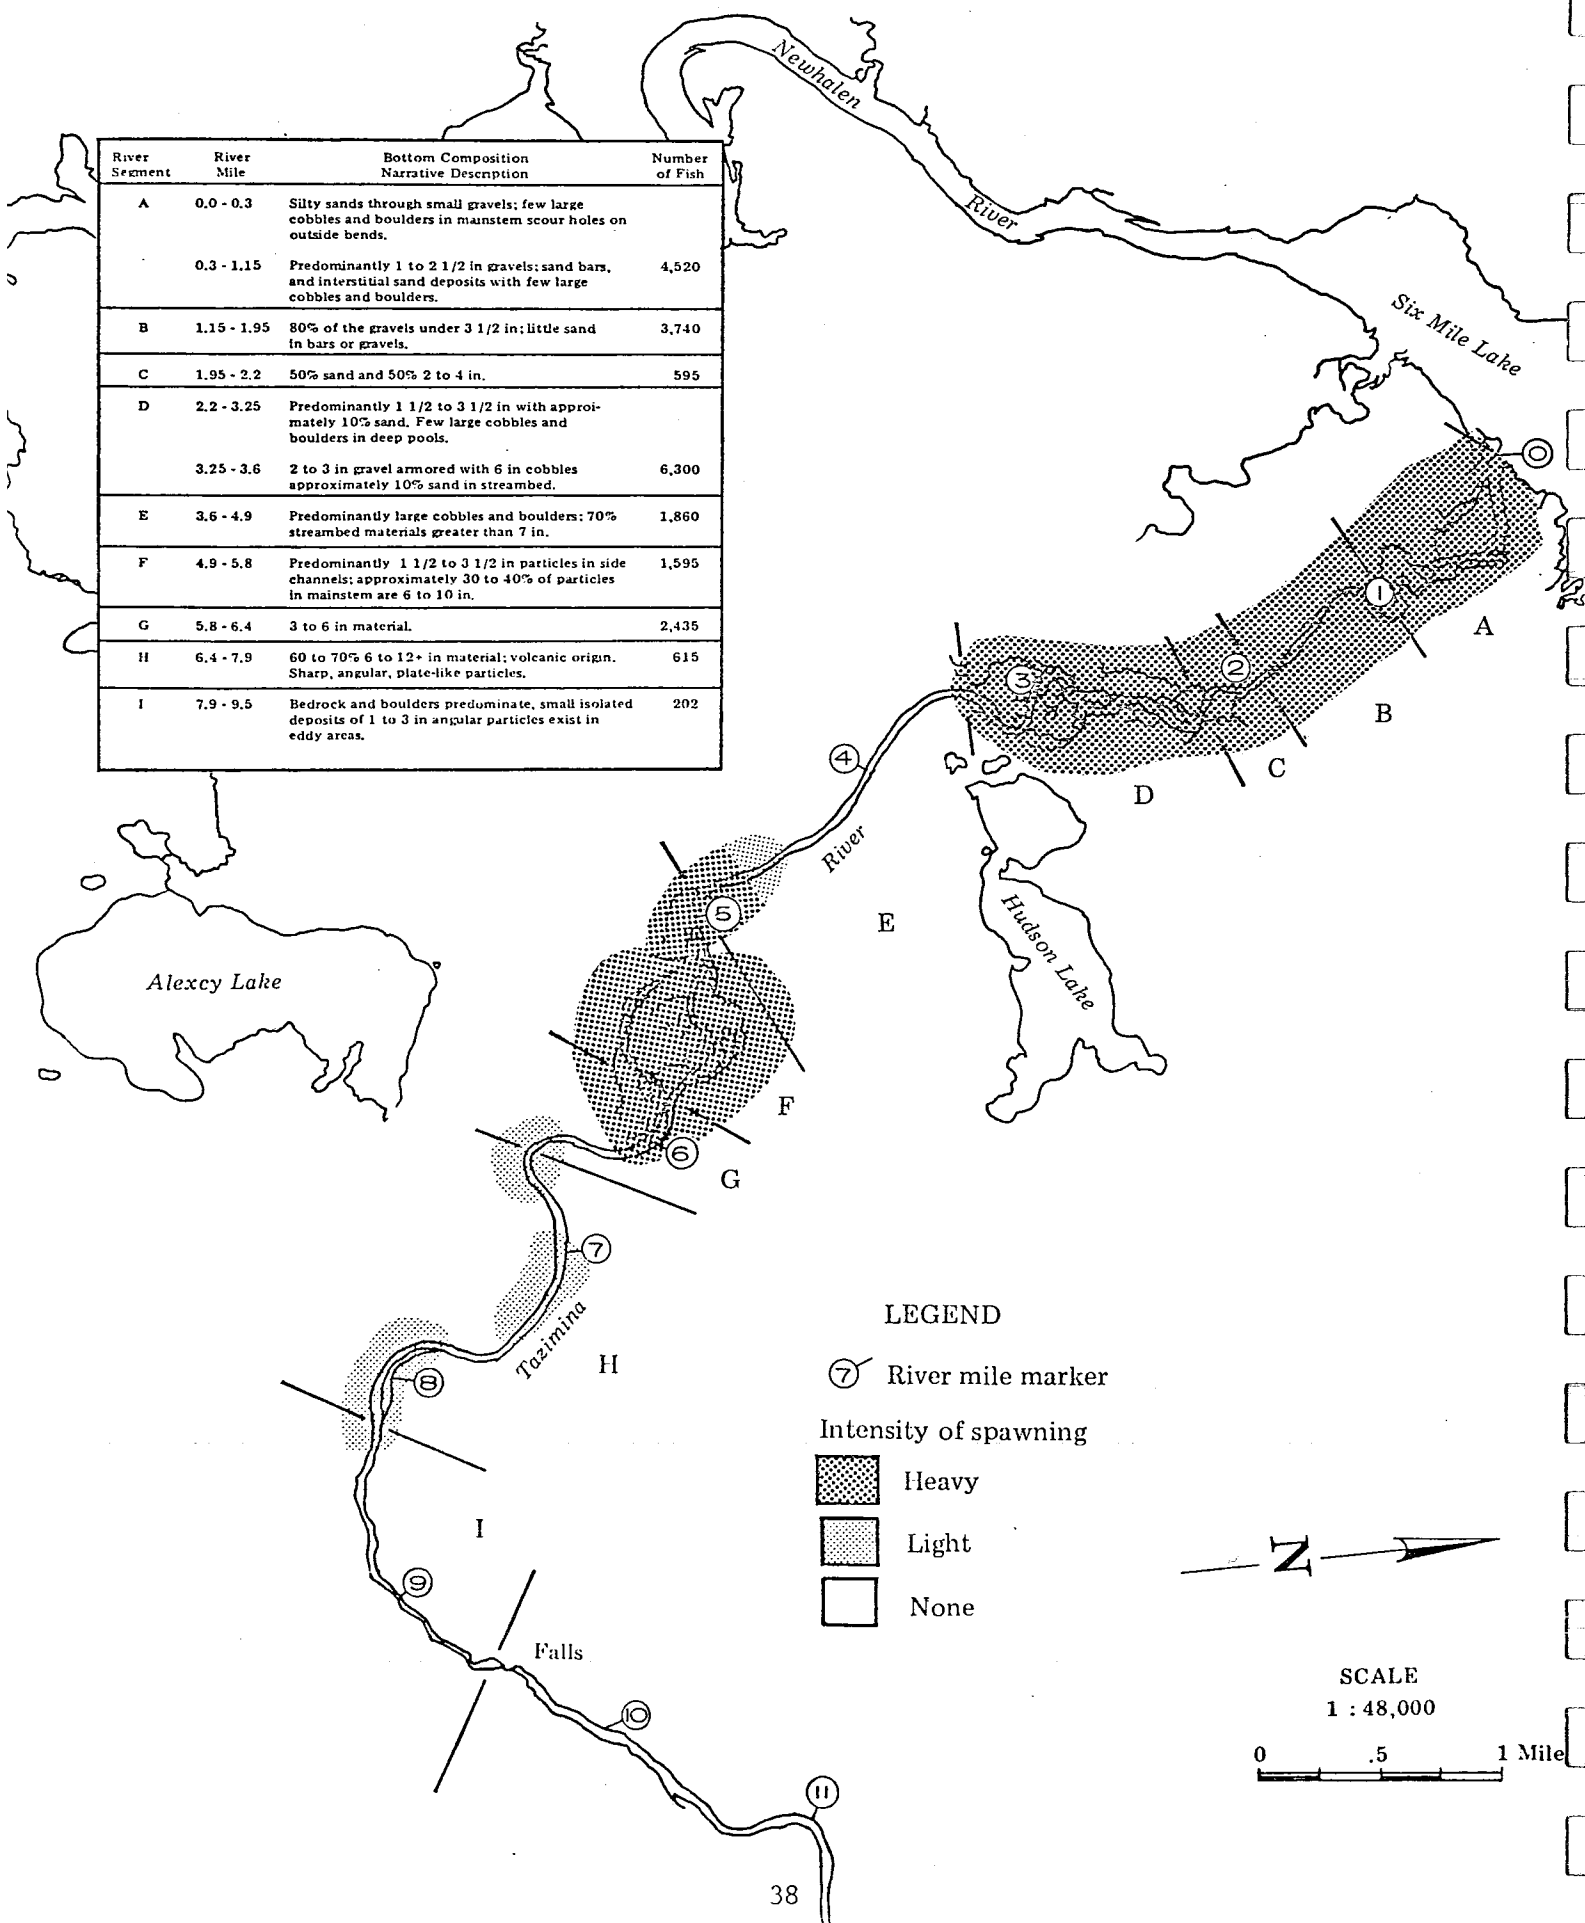 Newhalen
River
Six Mile Lake
River Segment River Mile Bottom Composition Narrative Description Number of Fish
A 0.0 - 0.3 Silty sands through small gravels; few large
cobbles and boulders in mainstem scour holes on
outside bends.
0.3 - 1.15 Predominantly 1 to 2 1/2 in gravels; sand bars, 4,520
and interstitial sand deposits with few large
cobbles and boulders.
B 1.15 - 1.95 80% of the gravels under 3 1/2 in; little sand 3,740
in bars or gravels.
C 1.95 - 2.2 50% sand and 50% 2 to 4 in. 595
D 2.2 - 3.25 Predominantly 1 1/2 to 3 1/2 in with approi-
mately 10% sand. Few large cobbles and
boulders in deep pools.
3.25 - 3.6 2 to 3 in gravel armored with 6 in cobbles 6,300
approximately 10% sand in streambed.
E 3.6 - 4.9 Predominantly large cobbles and boulders; 70% 1,860
streambed materials greater than 7 in.
F 4.9 - 5.8 Predominantly 1 1/2 to 3 1/2 in particles in side 1,595
channels; approximately 30 to 40% of particles
in mainstem are 6 to 10 in.
G 5.8 - 6.4 3 to 6 in material. 2,435
H 6.4 - 7.9 60 to 70% 6 to 12+ in material; volcanic origin. 615
Sharp, angular, plate-like particles.
I 7.9 - 9.5 Bedrock and boulders predominate, small isolated 202
deposits of 1 to 3 in angular particles exist in
eddy areas.
0
1
A
2
3
B
4
C
D
River
5
E
Hudson Lake
Alexcy Lake
F
6
G
7
Tazimina
H
8
I
9
Falls
10
11
LEGEND
7 River mile marker
Intensity of spawning
Heavy
Light
None
N
SCALE
1 : 48,000
0 .5 1 Mile
38